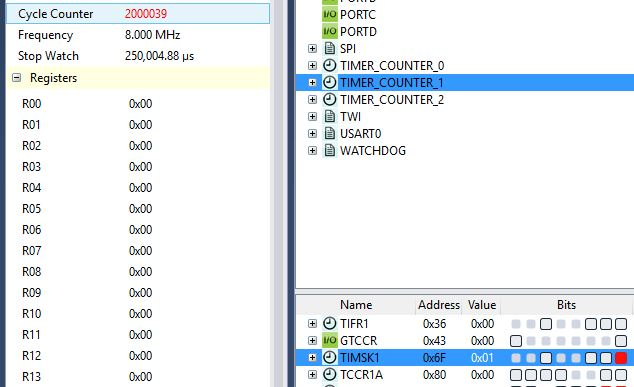 Cycle Counter 2000039
Frequency 8.000 MHz
Stop Watch 250,004.88 µs
Registers
R00 0x00
R01 0x00
R02 0x00
R03 0x00
R04 0x00
R05 0x00
R06 0x00
R07 0x00
R08 0x00
R09 0x00
R10 0x00
R11 0x00
R12 0x00
R13 0x00
I/O PORTC
I/O PORTD
SPI
TIMER_COUNTER_0
TIMER_COUNTER_1
TIMER_COUNTER_2
TWI
USART0
WATCHDOG
Name Address Value Bits
TIFR1 0x36 0x00
I/O GTCCR 0x43 0x00
TIMSK1 0x6F 0x01
TCCR1A 0x80 0x00